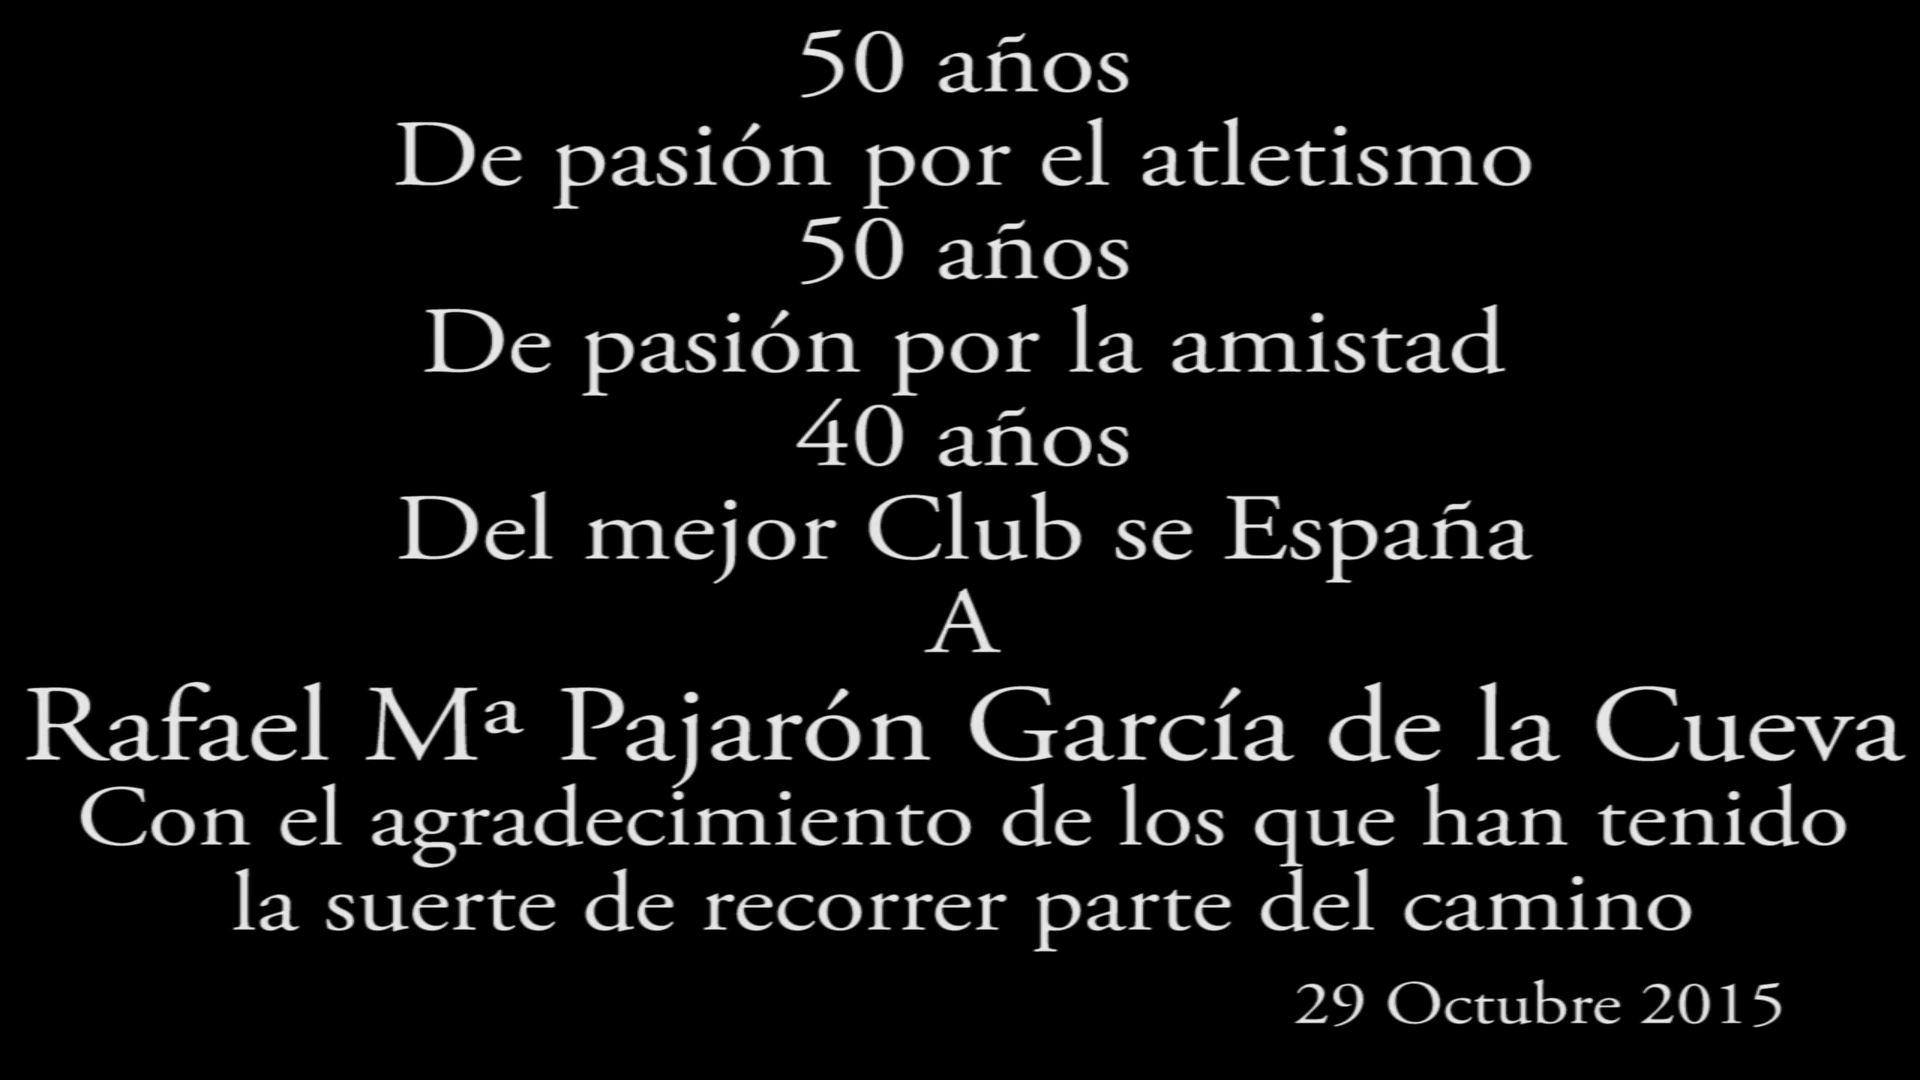 50 años
De pasión por el atletismo
50 años
De pasión por la amistad
40 años
Del mejor Club se España
A
Rafael Mª Pajarón García de la Cueva
Con el agradecimiento de los que han tenido
la suerte de recorrer parte del camino
29 Octubre 2015